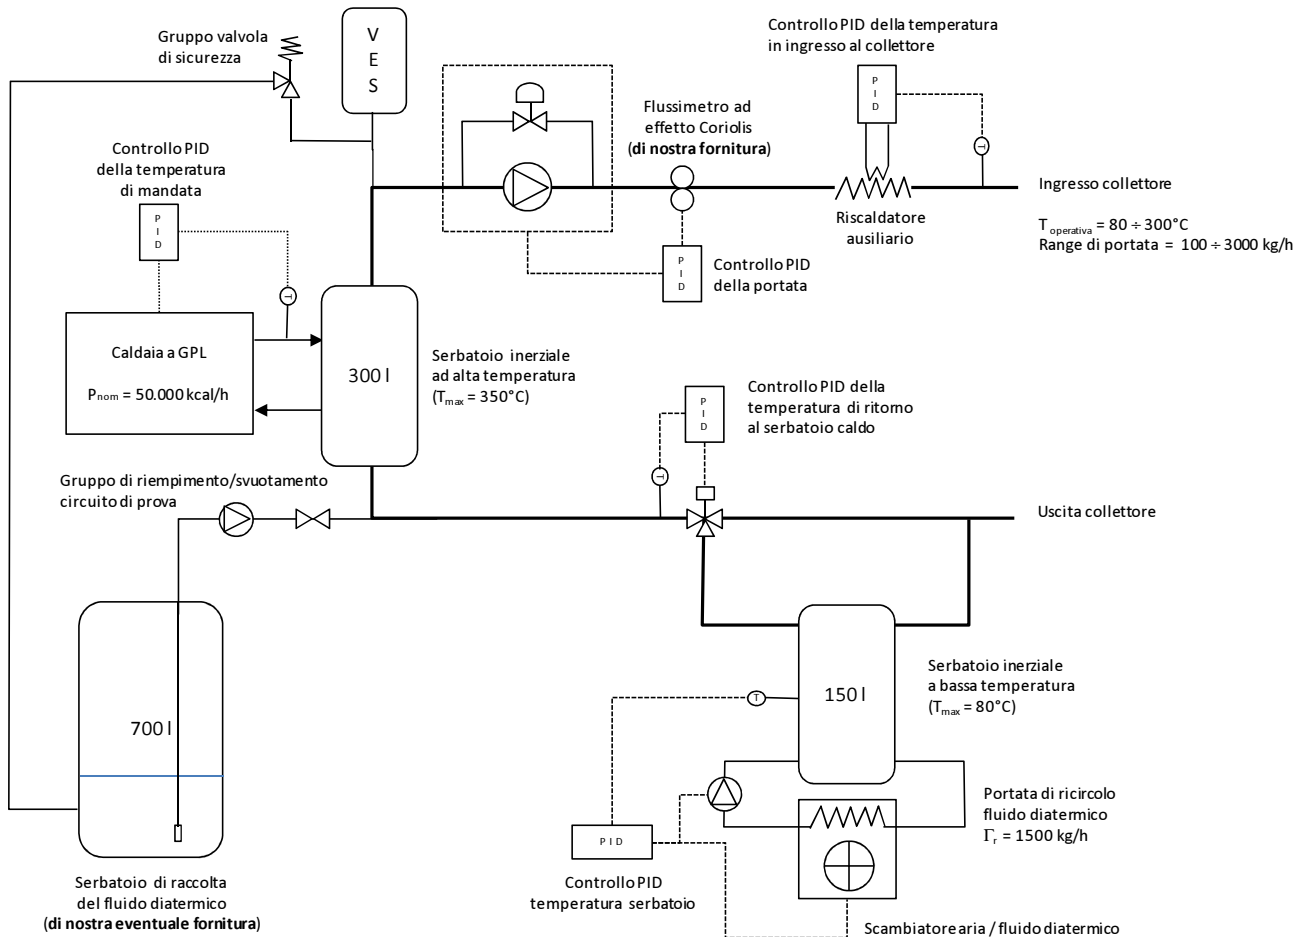 Gruppo valvola
di sicurezza
V
E
S
Controllo PID della temperatura
in ingresso al collettore
P
I
D
T
Flussimetro ad
effetto Coriolis
(di nostra fornitura)
Controllo PID
della temperatura
di mandata
P
I
D
T
Riscaldatore
ausiliario
Ingresso collettore
T operativa = 80 ÷ 300°C
Range di portata = 100 ÷ 3000 kg/h
P
I
D
Controllo PID
della portata
Caldaia a GPL
Pnom = 50.000 kcal/h
300 l
Serbatoio inerziale
ad alta temperatura
(Tmax = 350°C)
P
I
D
Controllo PID della
temperatura di ritorno
al serbatoio caldo
T
Gruppo di riempimento/svuotamento
circuito di prova
Uscita collettore
700 l
150 l
Serbatoio inerziale
a bassa temperatura
(Tmax = 80°C)
T
Portata di ricircolo
fluido diatermico
Γr = 1500 kg/h
P I D
Controllo PID
temperatura serbatoio
Serbatoio di raccolta
del fluido diatermico
(di nostra eventuale fornitura)
Scambiatore aria / fluido diatermico